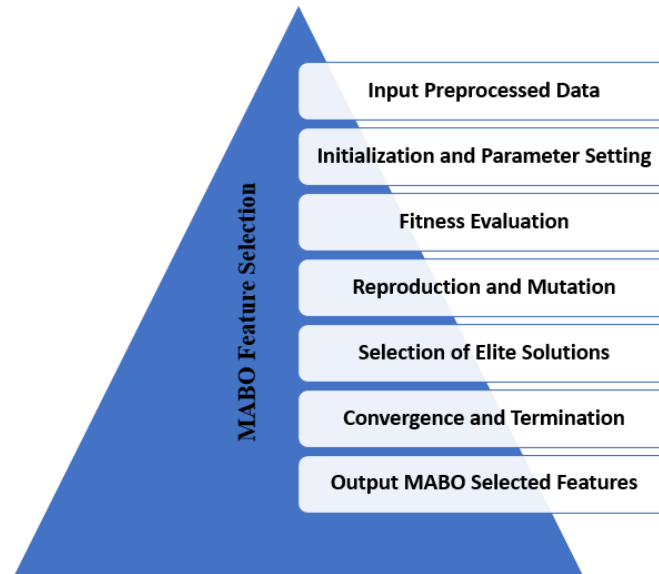 Input Preprocessed Data
Initialization and Parameter Setting
Fitness Evaluation
Reproduction and Mutation
Selection of Elite Solutions
Convergence and Termination
Output MABO Selected Features
MABO Feature Selection